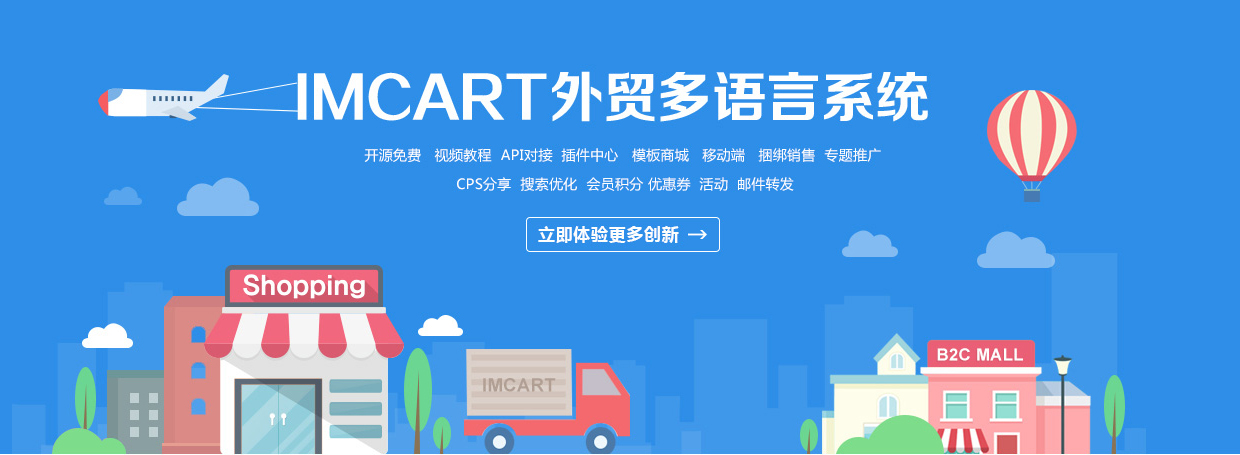 IMCART外贸多语言系统
开源免费 视频教程 API对接 插件中心 模板商城 移动端 捆绑销售 专题推广
CPS分享 搜索优化 会员积分 优惠券 活动 邮件转发
立即体验更多创新 →
Shopping
B2C MALL
IMCART